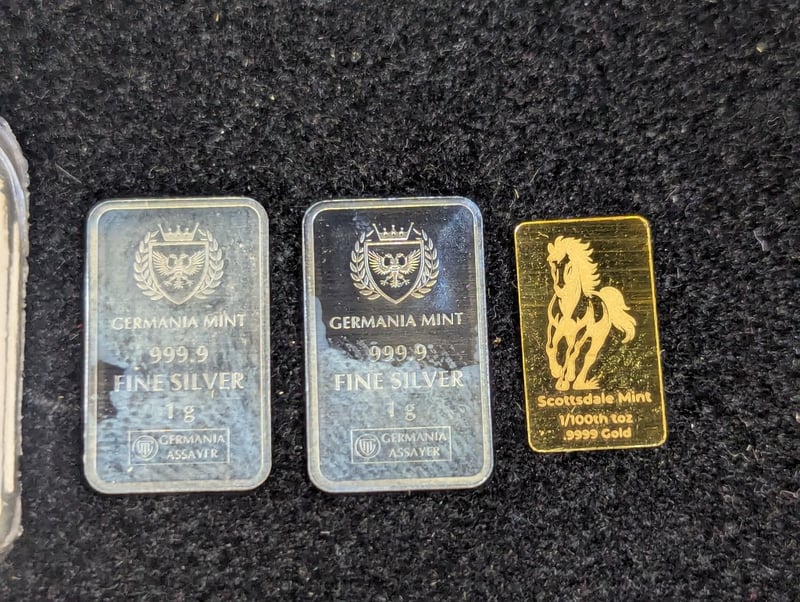 GERMANIA MINT
999.9
FINE SILVER
1 g
GERMANIA
ASSAYER
GERMANIA MINT
999.9
FINE SILVER
1 g
GERMANIA
ASSAYER
Scottsdale Mint
1/100th toz
.9999 Gold